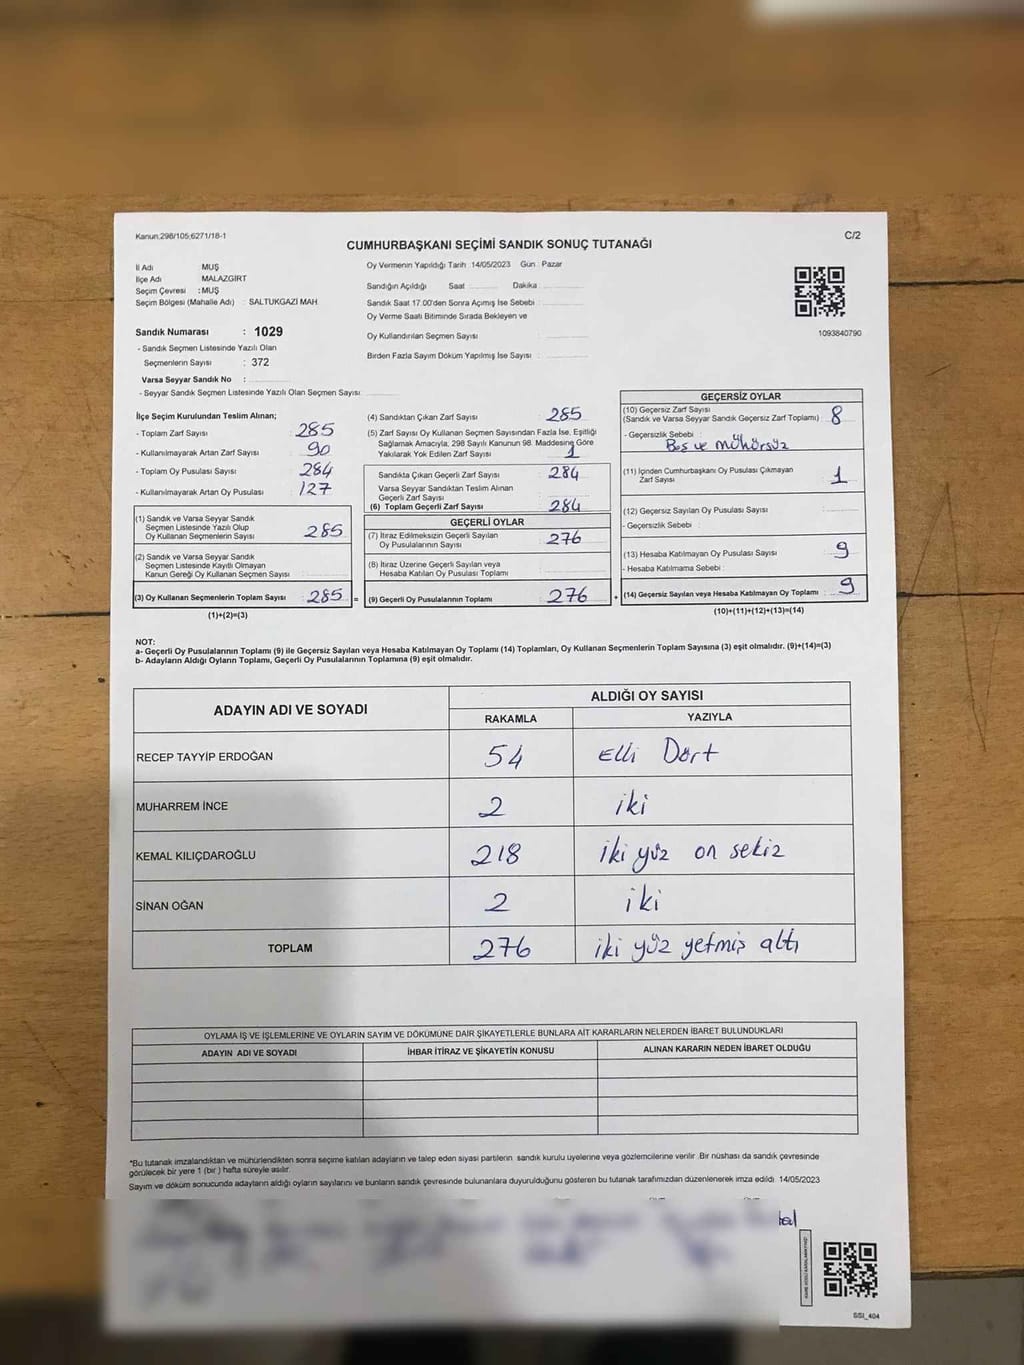 Kanun;298/105;6271/18-1
C/2
CUMHURBAŞKANI SEÇİMİ SANDIK SONUÇ TUTANAĞI
İl Adı : MUŞ
İlçe Adı : MALAZGİRT
Seçim Çevresi : MUŞ
Seçim Bölgesi (Mahalle Adı) : SALTUKGAZİ MAH.
Sandık Numarası : 1029
- Sandık Seçmen Listesinde Yazılı Olan
Seçmenlerin Sayısı : 372
Varsa Seyyar Sandık No :
- Seyyar Sandık Seçmen Listesinde Yazılı Olan Seçmen Sayısı
Oy Vermenin Yapıldığı Tarih : 14/05/2023 Gün : Pazar
Sandığın Açıldığı Saat Dakika
Sandık Saat 17.00'den Sonra Açımış İse Sebebi :
Oy Verme Saati Bitiminde Sırada Bekleyen ve
Oy Kullandırılan Seçmen Sayısı :
Birden Fazla Sayım Döküm Yapılmış İse Sayısı :
1093840790
İlçe Seçim Kurulundan Teslim Alınan;
- Toplam Zarf Sayısı : 285
- Kullanılmayarak Artan Zarf Sayısı : 90
- Toplam Oy Pusulası Sayısı : 284
- Kullanılmayarak Artan Oy Pusulası : 127
(1) Sandık ve Varsa Seyyar Sandık
Seçmen Listesinde Yazılı Olup
Oy Kullanan Seçmenlerin Sayısı : 285
(2) Sandık ve Varsa Seyyar Sandık
Seçmen Listesinde Kayıtlı Olmayan
Kanun Gereği Oy Kullanan Seçmen Sayısı
(3) Oy Kullanan Seçmenlerin Toplam Sayısı : 285 =
(1)+(2)=(3)
(4) Sandıktan Çıkan Zarf Sayısı : 285
(5) Zarf Sayısı Oy Kullanan Seçmen Sayısından Fazla İse, Eşitliği
Sağlamak Amacıyla; 298 Sayılı Kanunun 98. Maddesine Göre
Yakılarak Yok Edilen Zarf Sayısı : 1
Sandıkta Çıkan Geçerli Zarf Sayısı : 284
Varsa Seyyar Sandıktan Teslim Alınan
Geçerli Zarf Sayısı
(6) Toplam Geçerli Zarf Sayısı : 284
GEÇERLİ OYLAR
(7) İtiraz Edilmeksizin Geçerli Sayılan
Oy Pusulalarının Sayısı : 276
(8) İtiraz Üzerine Geçerli Sayılan veya
Hesaba Katılan Oy Pusulası Toplamı
(9) Geçerli Oy Pusulalarının Toplamı : 276 +
GEÇERSİZ OYLAR
(10) Geçersiz Zarf Sayısı
(Sandık ve Varsa Seyyar Sandık Geçersiz Zarf Toplamı) : 8
- Geçersizlik Sebebi :
Boş ve mühürsüz
(11) İçinden Cumhurbaşkanı Oy Pusulası Çıkmayan
Zarf Sayısı : 1
(12) Geçersiz Sayılan Oy Pusulası Sayısı :
- Geçersizlik Sebebi :
(13) Hesaba Katılmayan Oy Pusulası Sayısı : 9
- Hesaba Katılmama Sebebi :
(14) Geçersiz Sayılan veya Hesaba Katılmayan Oy Toplamı : 9
(10)+(11)+(12)+(13)=(14)
NOT:
a- Geçerli Oy Pusulasının Toplamı (9) ile Geçersiz Sayılan veya Hesaba Katılmayan Oy Toplamı (14) Toplamları, Oy Kullanan Seçmenlerin Toplam Sayısına (3) eşit olmalıdır. (9)+(14)=(3)
b- Adayların Aldığı Oyların Toplamı, Geçerli Oy Pusulalarının Toplamına (9) eşit olmalıdır.
ADAYIN ADI VE SOYADI
ALDIĞI OY SAYISI
RAKAMLA YAZIYLA
RECEP TAYYİP ERDOĞAN 54 Elli Dört
MUHARREM İNCE 2 iki
KEMAL KILIÇDAROĞLU 218 iki yüz on sekiz
SİNAN OĞAN 2 iki
TOPLAM 276 iki yüz yetmiş altı
OYLAMA İŞ VE İŞLEMLERİNE VE OYLARIN SAYIM VE DÖKÜMÜNE DAİR ŞİKAYETLERLE BUNLARA AİT KARARLARIN NELERDEN İBARET BULUNDUKLARI
ADAYIN ADI VE SOYADI İHBAR İTİRAZ VE ŞİKAYETİN KONUSU ALINAN KARARIN NEDEN İBARET OLDUĞU
*Bu tutanak imzalandıktan ve mühürlendikten sonra seçime katılan adayların ve talep eden siyasi partilerin sandık kurulu üyelerine veya gözlemcilerine verilir. Bir nüshası da sandık çevresinde
görülecek bir yere 1 (bir) hafta süreyle asılır.
Sayım ve döküm sonucunda adayların aldığı oyların sayılarını ve bunların sandık çevresinde bulunanlara duyurulduğunu gösteren bu tutanak tarafımızdan düzenlenerek imza edildi. 14/05/2023
SSI_404